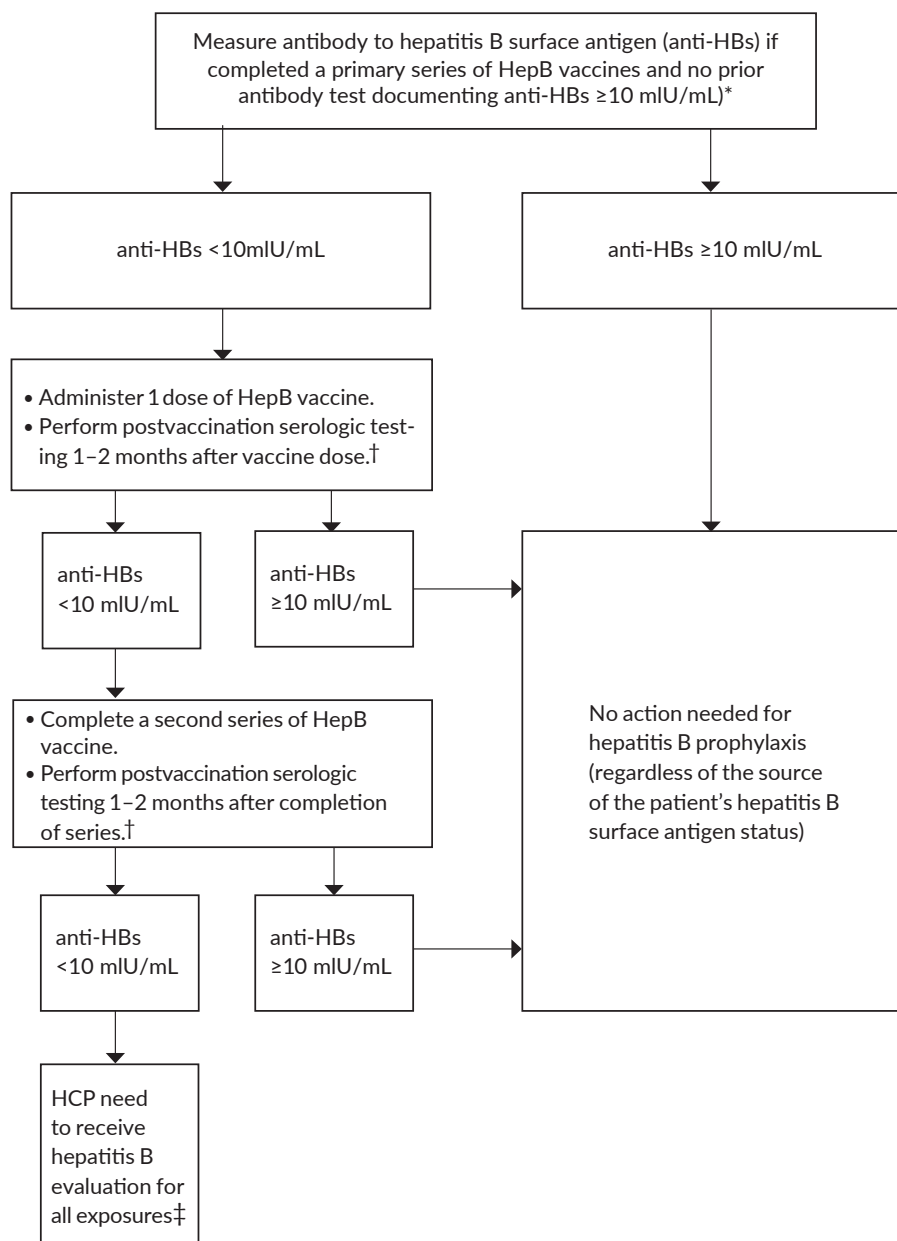 Measure antibody to hepatitis B surface antigen (anti-HBs) if
completed a primary series of HepB vaccines and no prior
antibody test documenting anti-HBs ≥10 mIU/mL)*
anti-HBs <10mIU/mL
anti-HBs ≥10 mIU/mL
• Administer 1 dose of HepB vaccine.
• Perform postvaccination serologic test-
ing 1–2 months after vaccine dose.†
anti-HBs
<10 mIU/mL
anti-HBs
≥10 mIU/mL
• Complete a second series of HepB
vaccine.
• Perform postvaccination serologic
testing 1–2 months after completion
of series.†
No action needed for
hepatitis B prophylaxis
(regardless of the source
of the patient's hepatitis B
surface antigen status)
anti-HBs
<10 mIU/mL
anti-HBs
≥10 mIU/mL
HCP need
to receive
hepatitis B
evaluation for
all exposures‡